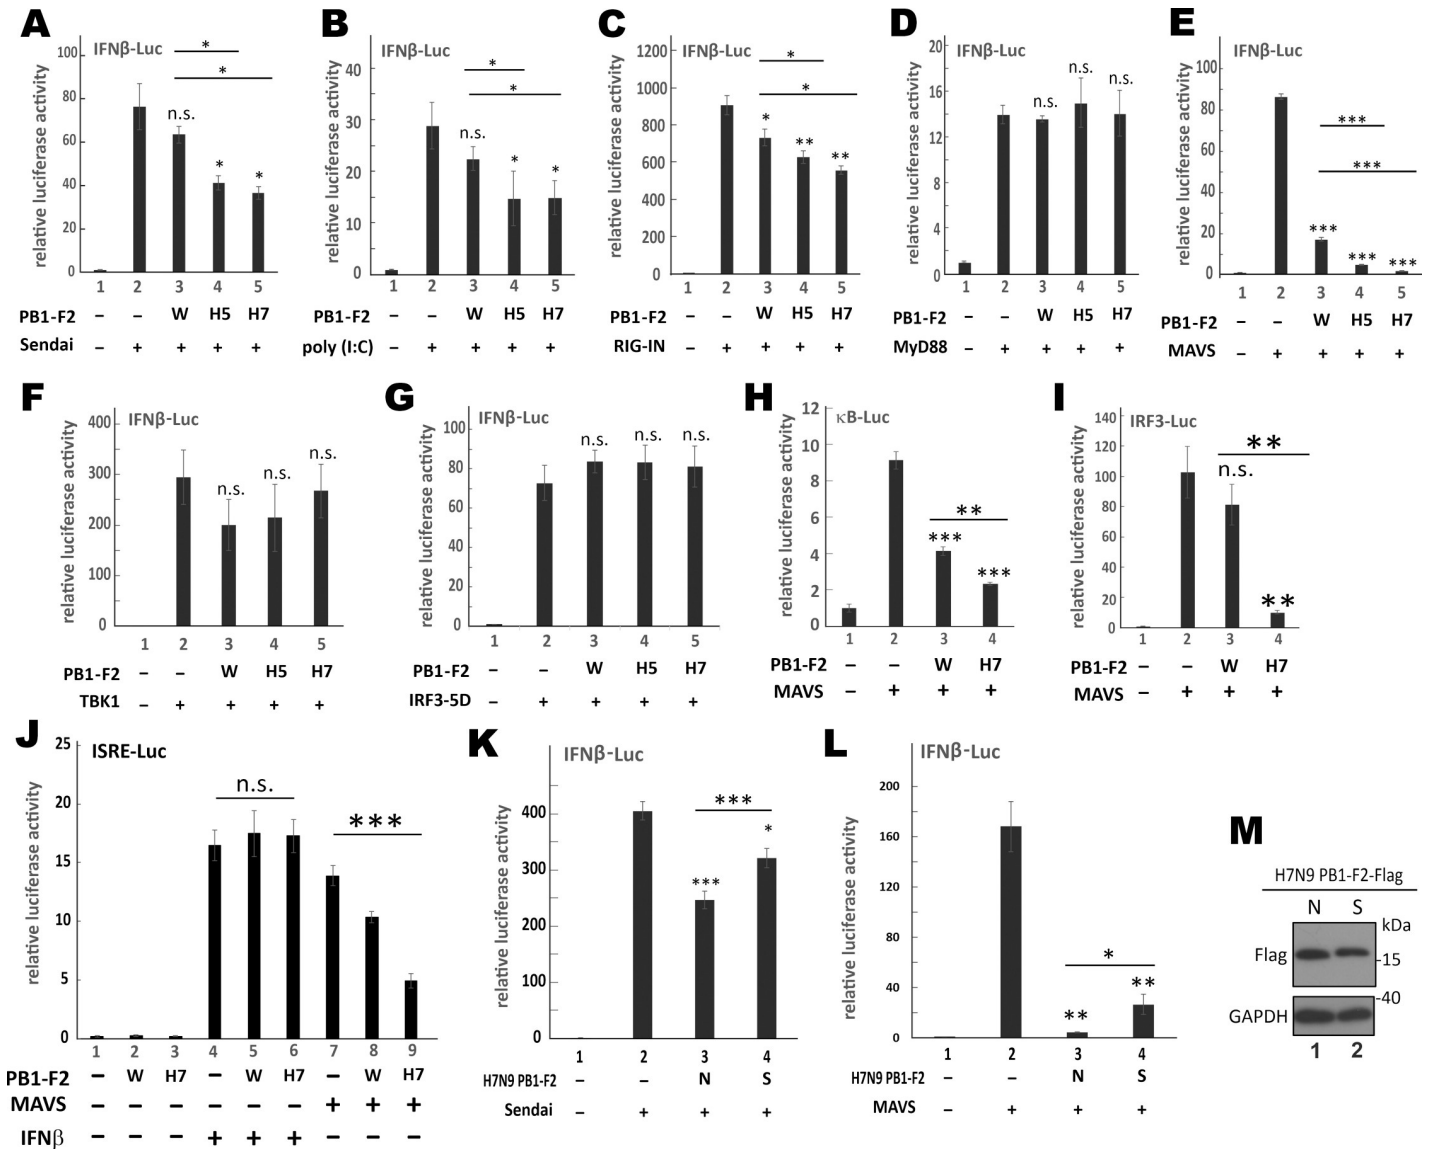 A
IFNβ-Luc
*
*
n.s.
*
*
relative luciferase activity
100
80
60
40
20
0
1 2 3 4 5
PB1-F2 – – W H5 H7
Sendai – + + + +
B
IFNβ-Luc
*
*
n.s.
*
*
relative luciferase activity
40
30
20
10
0
1 2 3 4 5
PB1-F2 – – W H5 H7
poly (I:C) – + + + +
C
IFNβ-Luc
*
*
*
**
**
relative luciferase activity
1200
1000
800
600
400
200
0
1 2 3 4 5
PB1-F2 – – W H5 H7
RIG-IN – + + + +
D
IFNβ-Luc
n.s.
n.s.
n.s.
relative luciferase activity
20
16
12
8
4
0
1 2 3 4 5
PB1-F2 – – W H5 H7
MyD88 – + + + +
E
IFNβ-Luc
***
***
***
***
***
relative luciferase activity
100
80
60
40
20
0
1 2 3 4 5
PB1-F2 – – W H5 H7
MAVS – + + + +
F
IFNβ-Luc
n.s.
n.s.
n.s.
relative luciferase activity
400
300
200
100
0
1 2 3 4 5
PB1-F2 – – W H5 H7
TBK1 – + + + +
G
IFNβ-Luc
n.s.
n.s.
n.s.
relative luciferase activity
100
80
60
40
20
0
1 2 3 4 5
PB1-F2 – – W H5 H7
IRF3-5D – + + + +
H
κB-Luc
**
***
***
relative luciferase activity
12
10
8
6
4
2
0
1 2 3 4
PB1-F2 – – W H7
MAVS – + + +
I
IRF3-Luc
**
n.s.
**
relative luciferase activity
140
120
100
80
60
40
20
0
1 2 3 4
PB1-F2 – – W H7
MAVS – + + +
J
ISRE-Luc
n.s.
***
relative luciferase activity
25
20
15
10
5
0
1 2 3 4 5 6 7 8 9
PB1-F2 – W H7 – W H7 – W H7
MAVS – – – – – – + + +
IFNβ – – – + + + – – –
K
IFNβ-Luc
***
*
***
relative luciferase activity
400
300
200
100
0
1 2 3 4
H7N9 PB1-F2 – – N S
Sendai – + + +
L
IFNβ-Luc
*
**
**
relative luciferase activity
200
160
120
80
40
0
1 2 3 4
H7N9 PB1-F2 – – N S
MAVS – + + +
M
H7N9 PB1-F2-Flag
N S
kDa
Flag
-15
-40
GAPDH
1 2